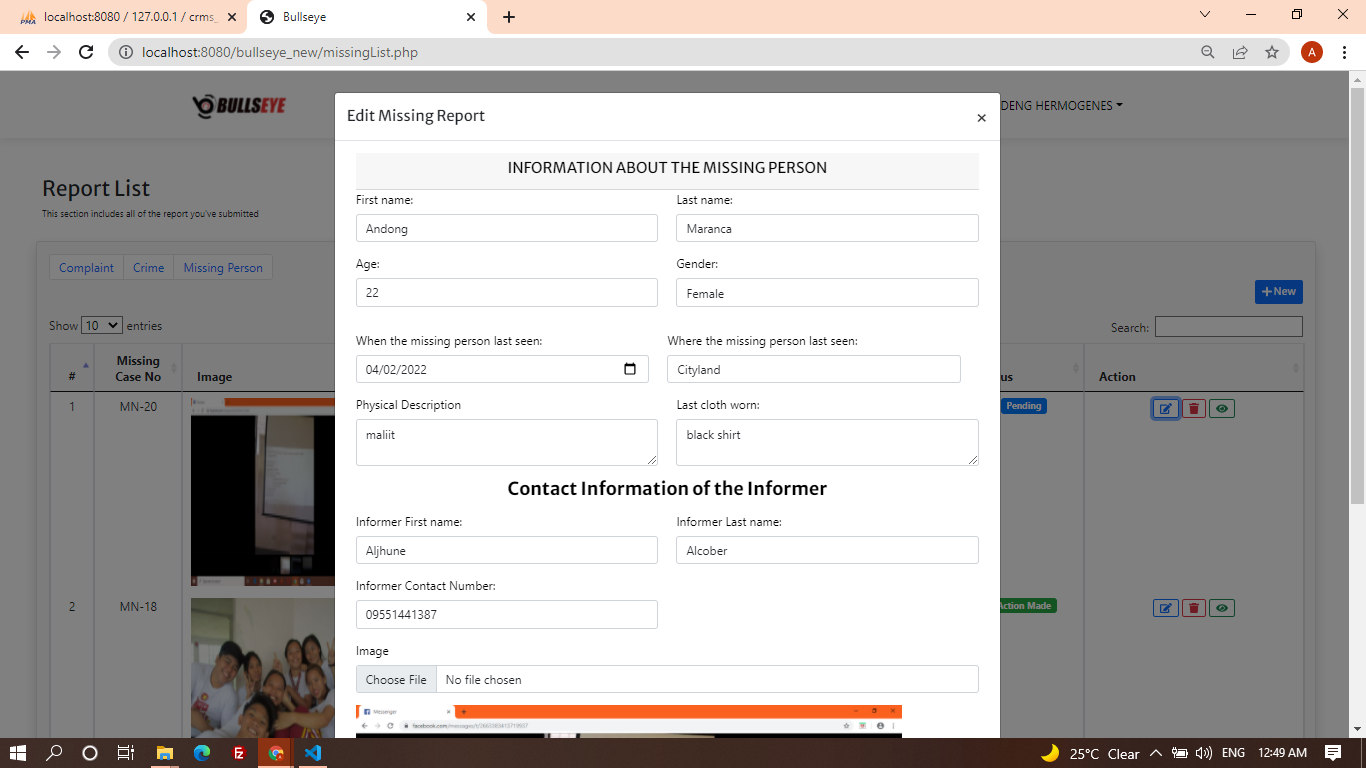 localhost:8080 / 127.0.0.1 / crms_
Bullseye
localhost:8080/bullseye_new/missingList.php
A
BULLSEYE
DENG HERMOGENES
Edit Missing Report
×
INFORMATION ABOUT THE MISSING PERSON
Report List
This section includes all of the report you've submitted
First name:
Last name:
Andong
Maranca
Age:
Gender:
22
Female
Complaint
Crime
Missing Person
+New
Show 10 entries
Search:
When the missing person last seen:
Where the missing person last seen:
04/02/2022
Cityland
#
Missing
Case No
Image
us
Action
Physical Description
Last cloth worn:
maliit
black shirt
1
MN-20
Pending
Contact Information of the Informer
Informer First name:
Informer Last name:
Aljhune
Alcober
Informer Contact Number:
09551441387
2
MN-18
Action Made
Image
Choose File
No file chosen
Messenger
25°C Clear
ENG
12:49 AM